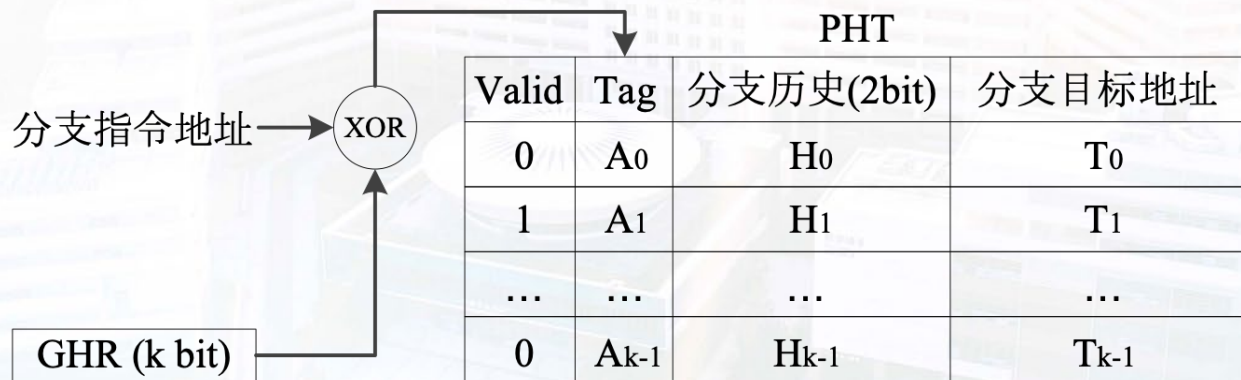 PHT
Valid Tag 分支历史(2bit) 分支目标地址
分支指令地址 XOR
0 A0 H0 T0
1 A1 H1 T1
... ... ... ...
GHR (k bit)
0 Ak-1 Hk-1 Tk-1